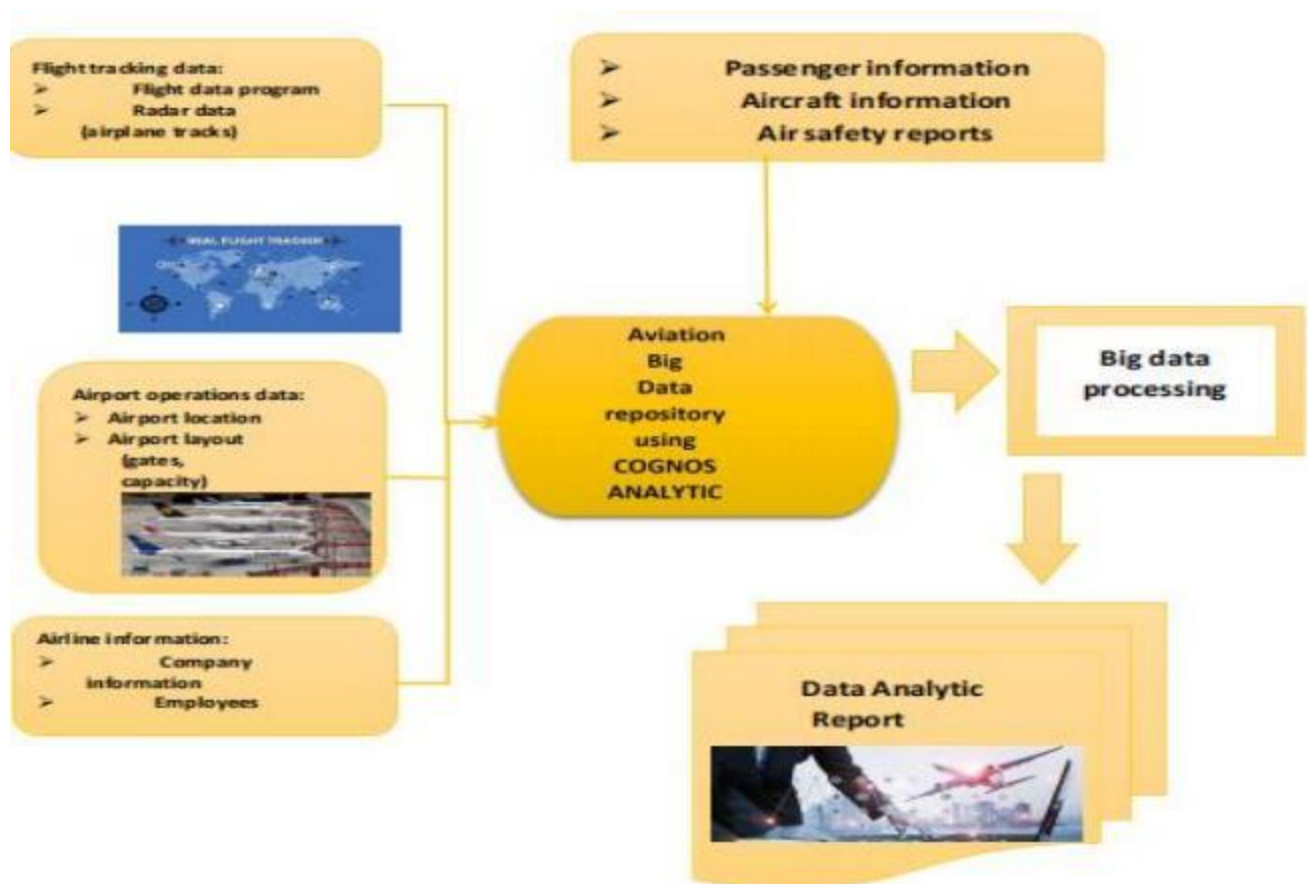 Flight tracking data:
➢ Flight data program
➢ Radar data
(airplane tracks)
➢ Passenger information
➢ Aircraft information
➢ Air safety reports
REAL FLIGHT TRACKER
Airport operations data:
➢ Airport location
➢ Airport layout
(gates,
capacity)
Airline information:
➢ Company
information
➢ Employees
Aviation
Big
Data
repository
using
COGNOS
ANALYTIC
Big data
processing
Data Analytic
Report